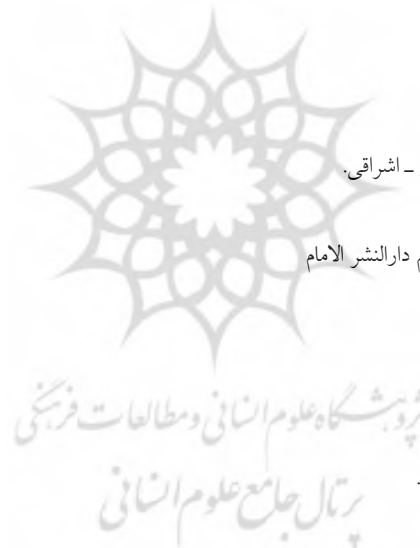 ـ اشراقی.
م دارالنشر الامام
پژوهشگاه علوم انسانی و مطالعات فرهنگی
.
پرتال جامع علوم انسانی